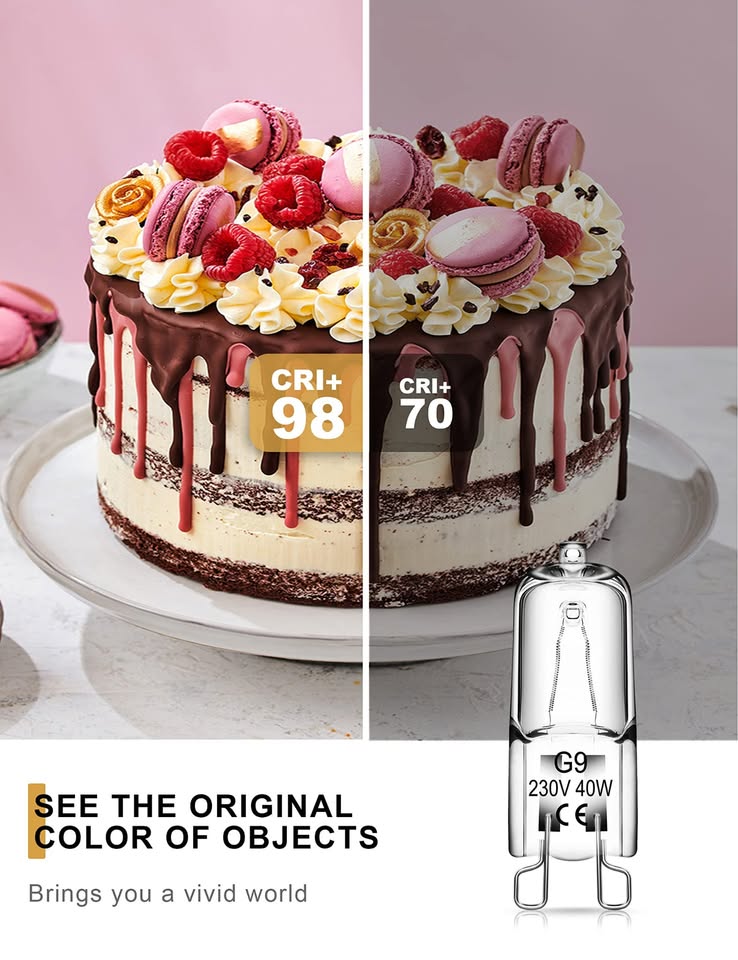 CRI+
98
CRI+
70
G9
230V 40W
CE
SEE THE ORIGINAL
COLOR OF OBJECTS
Brings you a vivid world